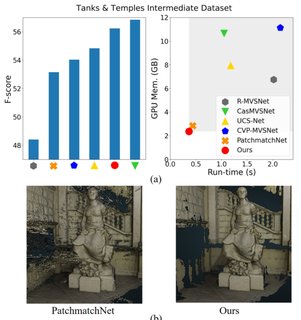 Tanks & Temples Intermediate Dataset
F-score
56
54
52
50
48
GPU Mem. (GB)
12
10
8
6
4
2
0
R-MVSNet
CasMVSNet
UCS-Net
CVP-MVSNet
PatchmatchNet
Ours
0.0 0.5 1.0 1.5 2.0
Run-time (s)
(a)
PatchmatchNet Ours
(b)